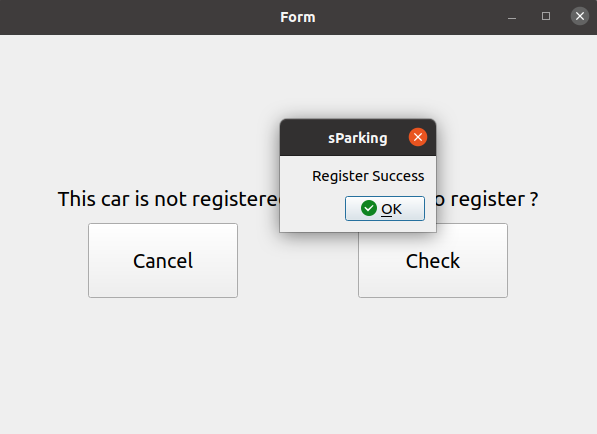 Form
sParking
Register Success
OK
This car is not registered
o register ?
Cancel
Check